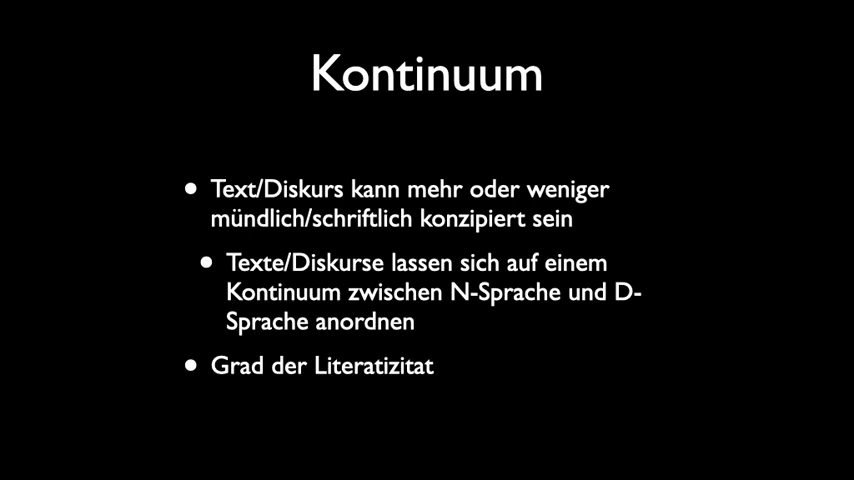 Kontinuum
• Text/Diskurs kann mehr oder weniger
mündlich/schriftlich konzipiert sein
• Texte/Diskurse lassen sich auf einem
Kontinuum zwischen N-Sprache und D-
Sprache anordnen
• Grad der Literatizitat